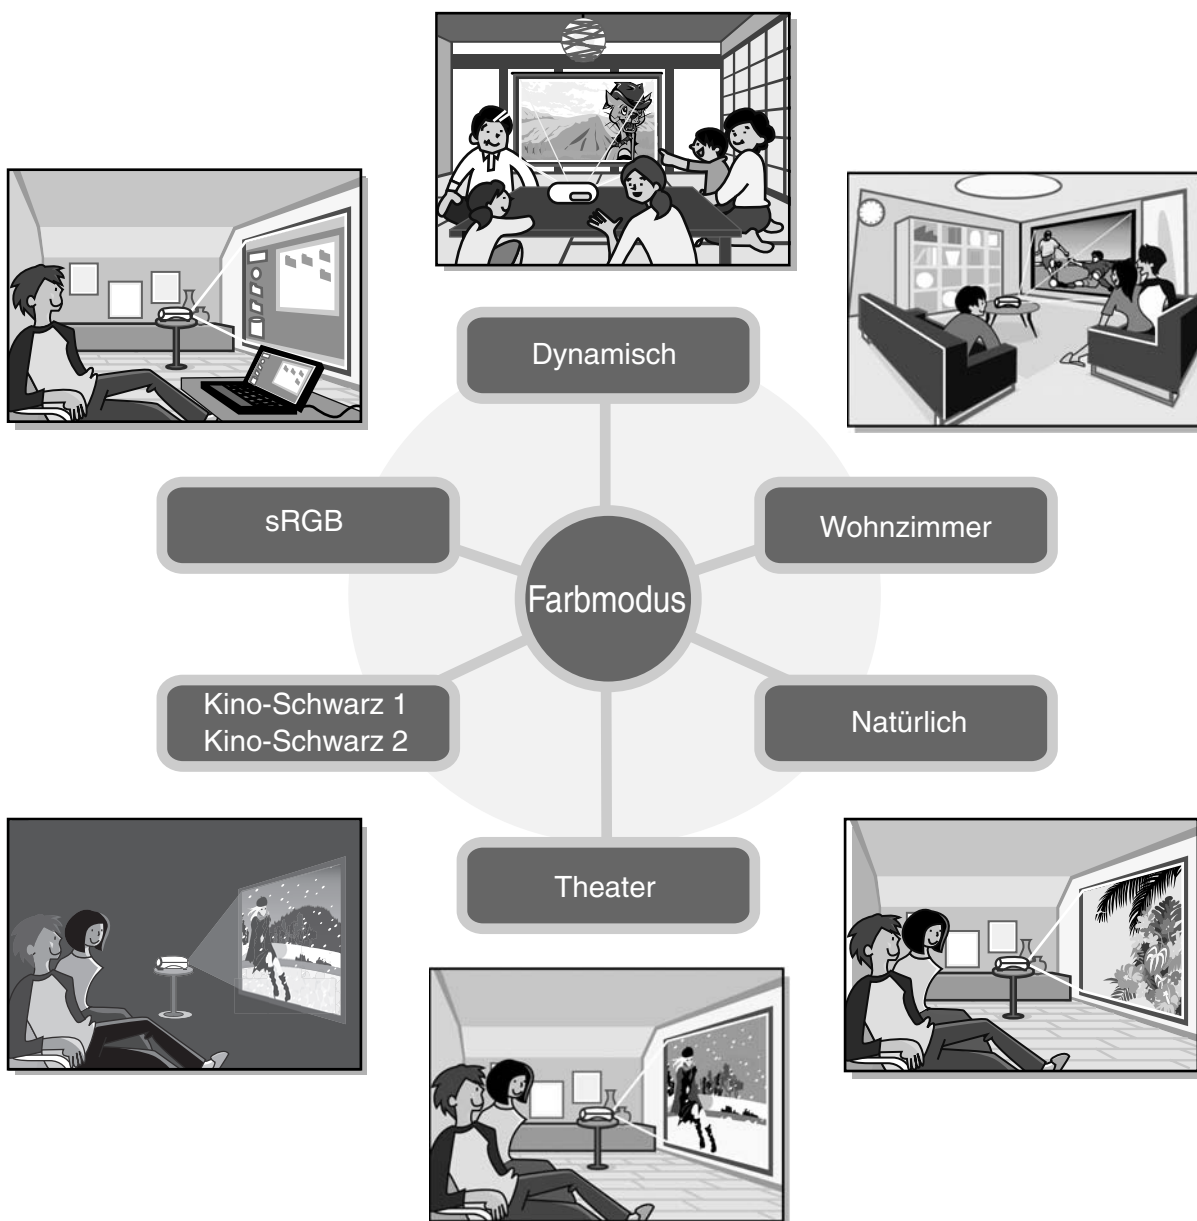 Dynamisch
sRGB
Wohnzimmer
Farbmodus
Kino-Schwarz 1
Kino-Schwarz 2
Natürlich
Theater